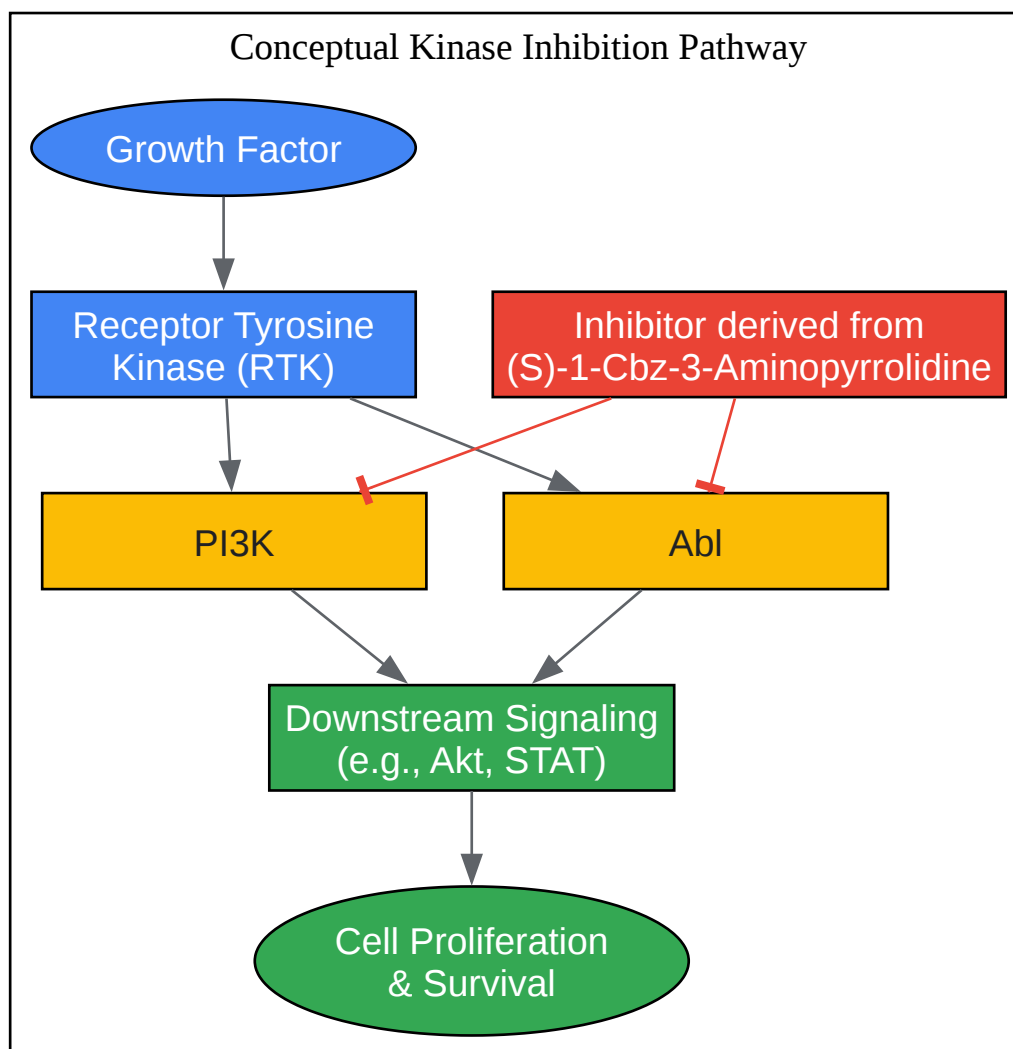 Conceptual Kinase Inhibition Pathway
Growth Factor
Receptor Tyrosine
Kinase (RTK)
Inhibitor derived from
(S)-1-Cbz-3-Aminopyrrolidine
PI3K
Abl
Downstream Signaling
(e.g., Akt, STAT)
Cell Proliferation
& Survival